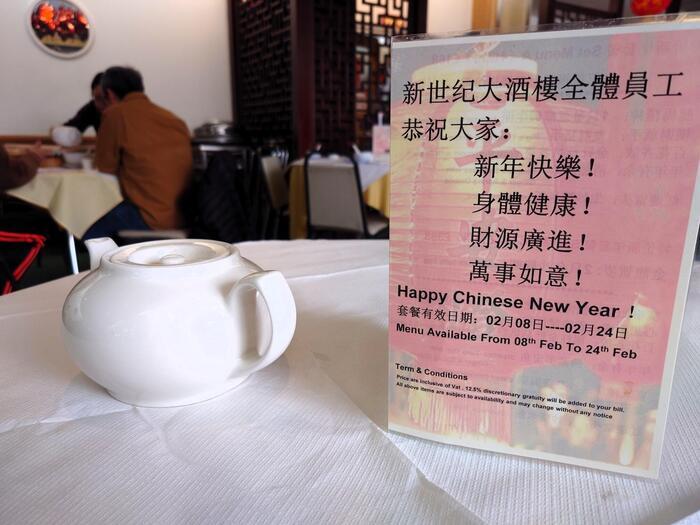 新世纪大酒樓全體員工
恭祝大家：
新年快樂！
身體健康！
財源廣進！
萬事如意！
Happy Chinese New Year !
套餐有效日期：02月08日----02月24日
Menu Available From 08th Feb To 24th Feb
Term & Conditions
Price are inclusive of Vat . 12.5% discretionary gratuity will be added to your bill.
All above items are subject to availability and may change without any notice